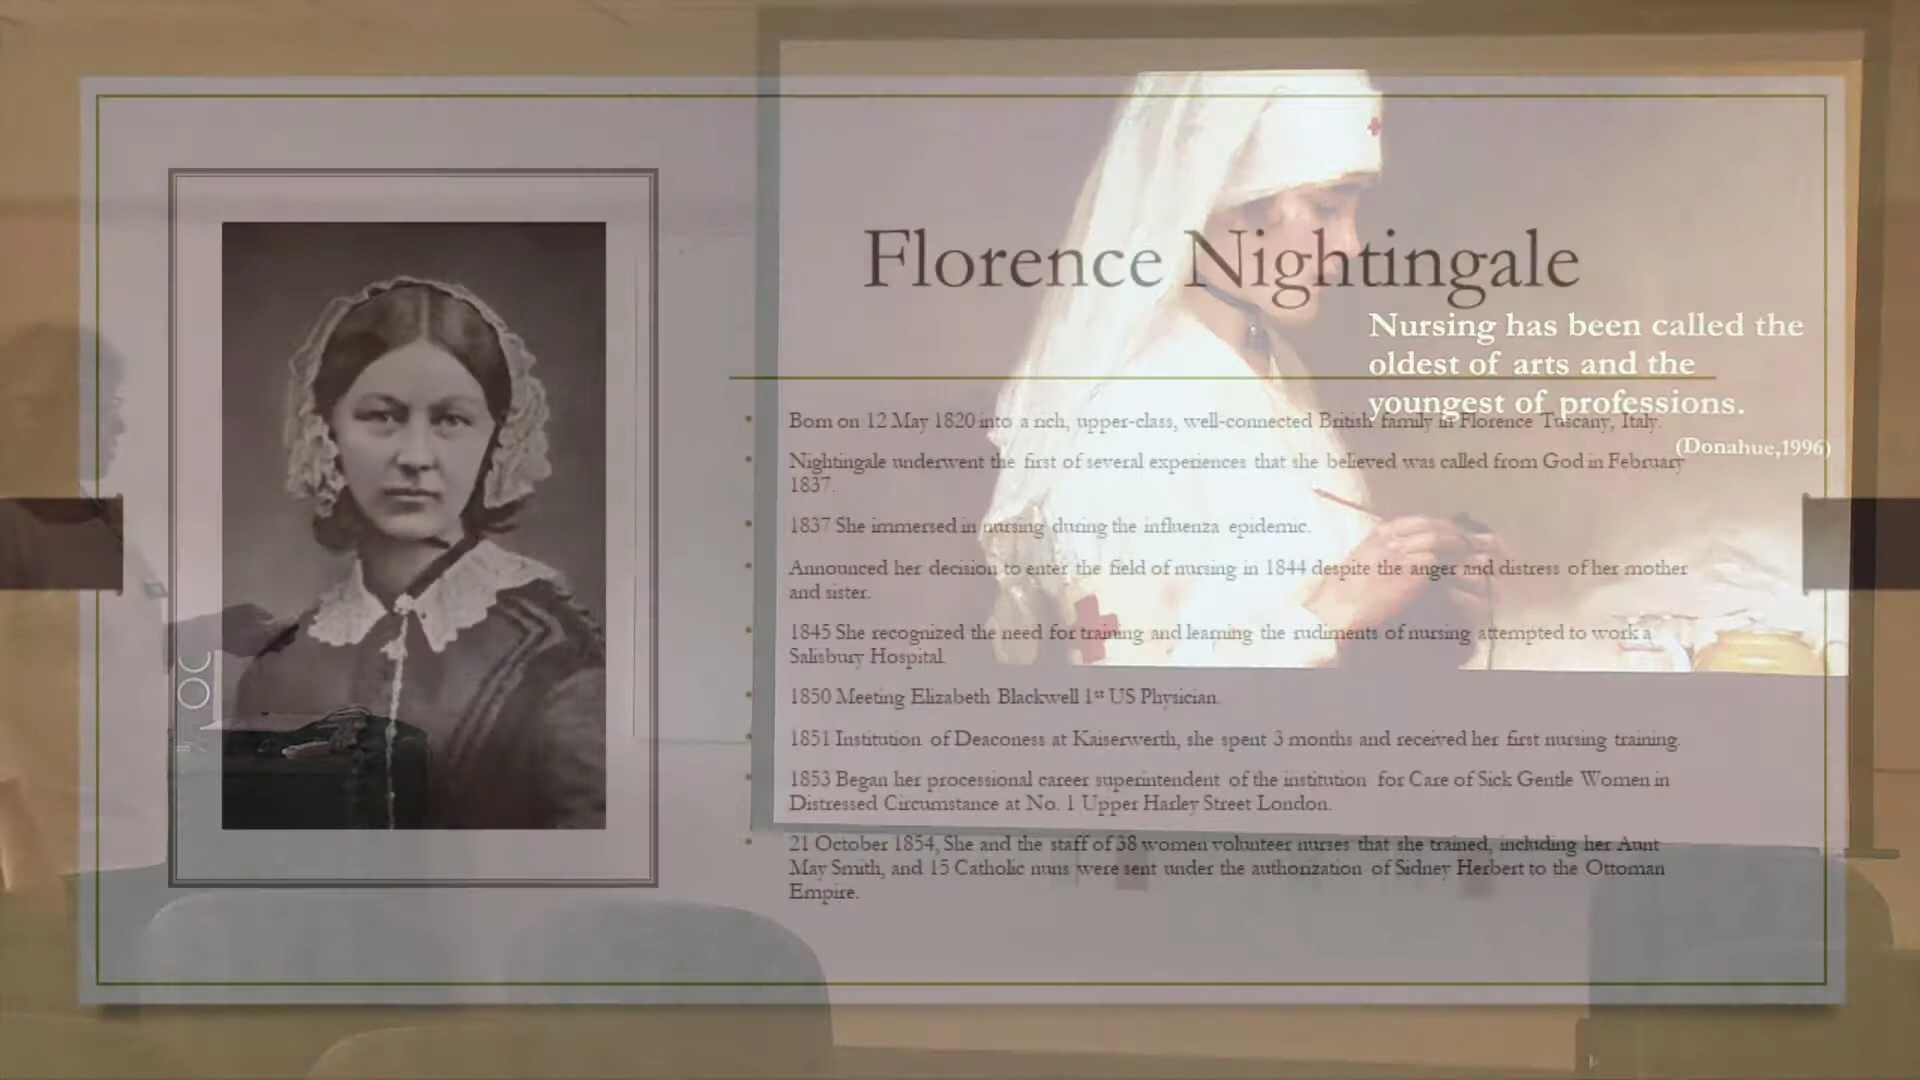 Florence Nightingale
Nursing has been called the
oldest of arts and the
youngest of professions.
(Donahue,1996)
Born on 12 May 1820 into a rich, upper-class, well-connected British family in Florence Tuscany, Italy.
Nightingale underwent the first of several experiences that she believed was called from God in February
1837.
1837 She immersed in nursing during the influenza epidemic.
Announced her decision to enter the field of nursing in 1844 despite the anger and distress of her mother
and sister.
1845 She recognized the need for training and learning the rudiments of nursing attempted to work a
Salisbury Hospital.
1850 Meeting Elizabeth Blackwell 1st US Physician.
1851 Institution of Deaconess at Kaiserwerth, she spent 3 months and received her first nursing training.
1853 Began her processional career superintendent of the institution for Care of Sick Gentle Women in
Distressed Circumstance at No. 1 Upper Harley Street London.
21 October 1854, She and the staff of 38 women volunteer nurses that she trained, including her Aunt
May Smith, and 15 Catholic nuns were sent under the authorization of Sidney Herbert to the Ottoman
Empire.